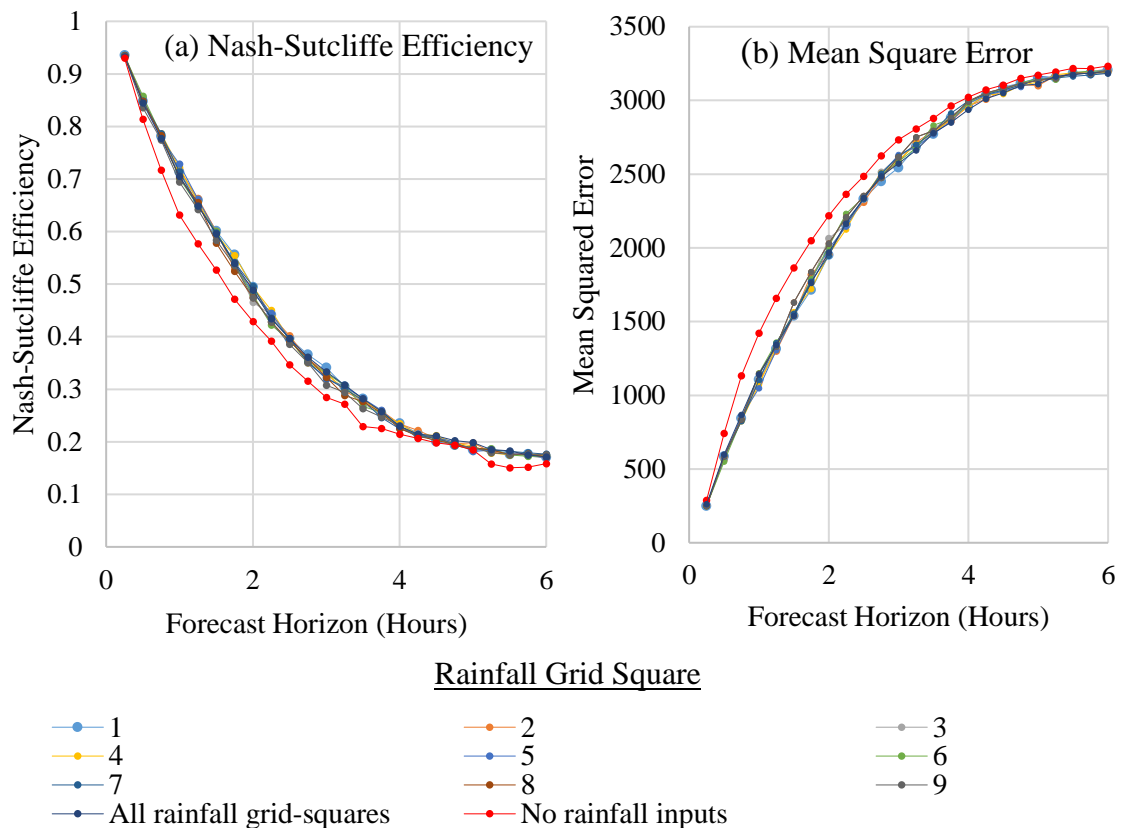 (a) Nash-Sutcliffe Efficiency
Nash-Sutcliffe Efficiency
1
0.9
0.8
0.7
0.6
0.5
0.4
0.3
0.2
0.1
0
0 2 4 6
Forecast Horizon (Hours)
(b) Mean Square Error
Mean Squared Error
3500
3000
2500
2000
1500
1000
500
0
0 2 4 6
Forecast Horizon (Hours)
Rainfall Grid Square
1 2 3
4 5 6
7 8 9
All rainfall grid-squares No rainfall inputs